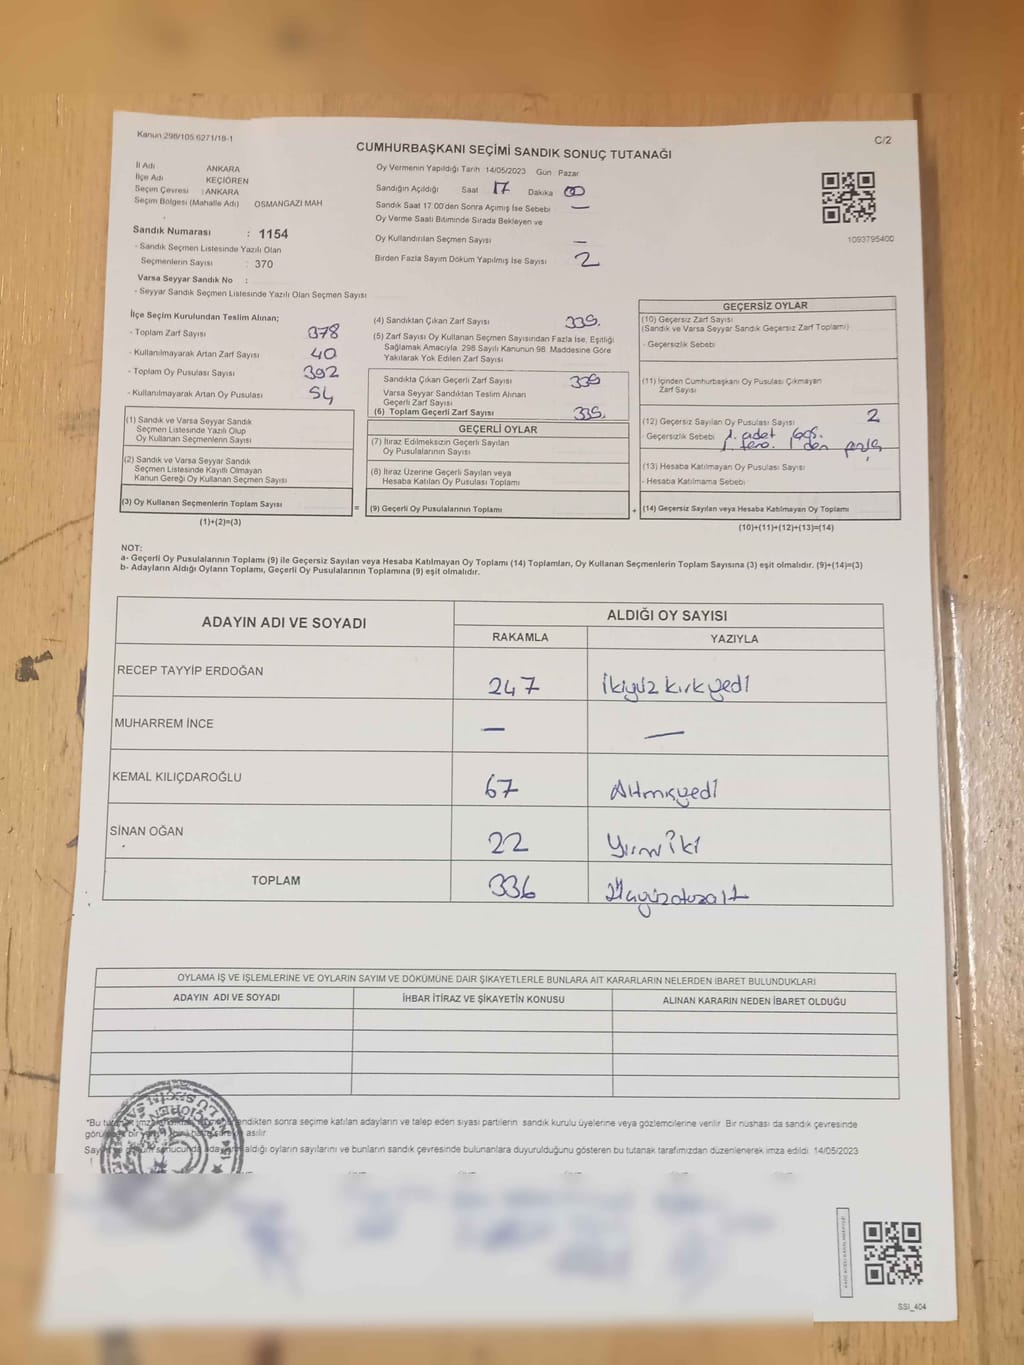 Kanun 298/105 6271/18-1
CUMHURBAŞKANI SEÇİMİ SANDIK SONUÇ TUTANAĞI
C/2
İl Adı ANKARA
İlçe Adı KEÇİÖREN
Seçim Çevresi : ANKARA
Seçim Bölgesi (Mahalle Adı) OSMANGAZI MAH
Sandık Numarası : 1154
- Sandık Seçmen Listesinde Yazılı Olan
Seçmenlerin Sayısı : 370
Varsa Seyyar Sandık No :
- Seyyar Sandık Seçmen Listesinde Yazılı Olan Seçmen Sayısı
Oy Vermenin Yapıldığı Tarih 14/05/2023 Gün Pazar
Sandığın Açıldığı Saat 17 Dakika 00
Sandık Saat 17:00'den Sonra Açımış İse Sebebi —
Oy Verme Saati Bitiminde Sırada Bekleyen ve
Oy Kullandırılan Seçmen Sayısı —
Birden Fazla Sayım Döküm Yapılmış İse Sayısı 2
1093795400
İlçe Seçim Kurulundan Teslim Alınan;
- Toplam Zarf Sayısı 378
- Kullanılmayarak Artan Zarf Sayısı 40
- Toplam Oy Pusulası Sayısı 392
- Kullanılmayarak Artan Oy Pusulası 54
(1) Sandık ve Varsa Seyyar Sandık
Seçmen Listesinde Yazılı Olup
Oy Kullanan Seçmenlerin Sayısı
(2) Sandık ve Varsa Seyyar Sandık
Seçmen Listesinde Kayıtlı Olmayan
Kanun Gereği Oy Kullanan Seçmen Sayısı
(3) Oy Kullanan Seçmenlerin Toplam Sayısı
(1)+(2)=(3)
(4) Sandıktan Çıkan Zarf Sayısı 339.
(5) Zarf Sayısı Oy Kullanan Seçmen Sayısından Fazla İse, Eşitliği
Sağlamak Amacıyla 298 Sayılı Kanunun 98. Maddesine Göre
Yakılarak Yok Edilen Zarf Sayısı
Sandıkta Çıkan Geçerli Zarf Sayısı 339
Varsa Seyyar Sandıktan Teslim Alınan
Geçerli Zarf Sayısı
(6) Toplam Geçerli Zarf Sayısı 339.
GEÇERLİ OYLAR
(7) İtiraz Edilmeksizin Geçerli Sayılan
Oy Pusulalarının Sayısı
(8) İtiraz Üzerine Geçerli Sayılan veya
Hesaba Katılan Oy Pusulası Toplamı
= (9) Geçerli Oy Pusulalarının Toplamı
GEÇERSİZ OYLAR
(10) Geçersiz Zarf Sayısı
(Sandık ve Varsa Seyyar Sandık Geçersiz Zarf Toplamı)
- Geçersizlik Sebebi
(11) İçinden Cumhurbaşkanı Oy Pusulası Çıkmayan
Zarf Sayısı
(12) Geçersiz Sayılan Oy Pusulası Sayısı 2
- Geçersizlik Sebebi 1. adet
(13) Hesaba Katılmayan Oy Pusulası Sayısı
- Hesaba Katılmama Sebebi
+ (14) Geçersiz Sayılan veya Hesaba Katılmayan Oy Toplamı
(10)+(11)+(12)+(13)=(14)
NOT:
a- Geçerli Oy Pusulalarının Toplamı (9) ile Geçersiz Sayılan veya Hesaba Katılmayan Oy Toplamı (14) Toplamları, Oy Kullanan Seçmenlerin Toplam Sayısına (3) eşit olmalıdır. (9)+(14)=(3)
b- Adayların Aldığı Oyların Toplamı, Geçerli Oy Pusulalarının Toplamına (9) eşit olmalıdır.
ADAYIN ADI VE SOYADI
ALDIĞI OY SAYISI
RAKAMLA YAZIYLA
RECEP TAYYİP ERDOĞAN 247 İkiyüz kırk yedi
MUHARREM İNCE — —
KEMAL KILIÇDAROĞLU 67 Altmışyedi
SİNAN OĞAN 22 Yirmi iki
TOPLAM 336 Üçyüzotuzaltı
OYLAMA İŞ VE İŞLEMLERİNE VE OYLARIN SAYIM VE DÖKÜMÜNE DAİR ŞİKAYETLERLE BUNLARA AİT KARARLARIN NELERDEN İBARET BULUNDUKLARI
ADAYIN ADI VE SOYADI İHBAR İTİRAZ VE ŞİKAYETİN KONUSU ALINAN KARARIN NEDEN İBARET OLDUĞU
"Bu sonra seçime katılan adayların ve talep eden siyasi partilerin sandık kurulu üyelerine veya gözlemcilerine verilir. Bir nüshası da sandık çevresinde
asılır.
aldığı oyların sayılarını ve bunların sandık çevresinde bulunanlara duyurulduğunu gösteren bu tutanak tarafımızdan düzenlenerek imza edildi. 14/05/2023
SSI_404